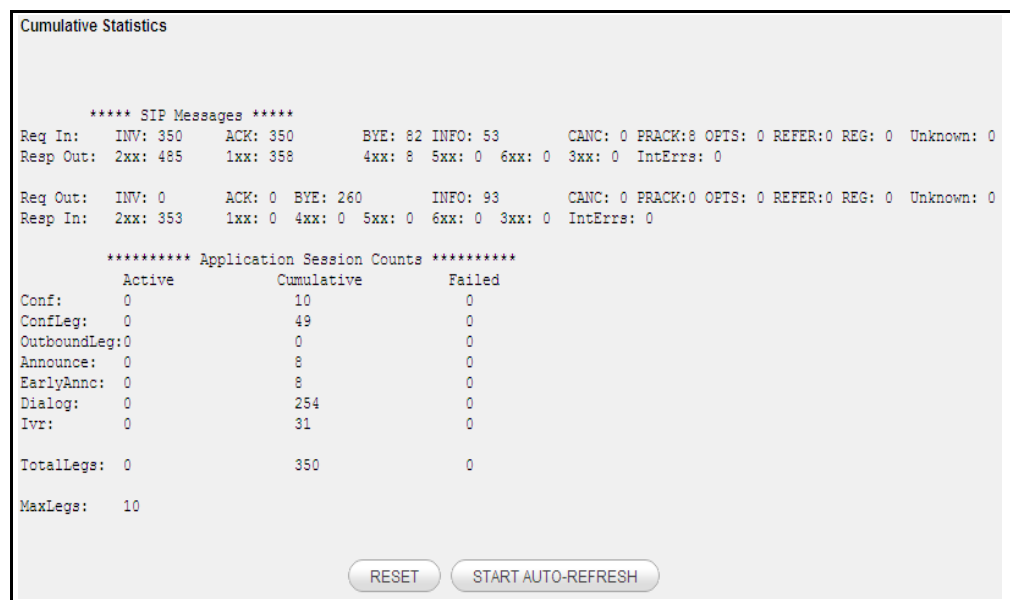 Cumulative Statistics
***** SIP Messages *****
Req In: INV: 350 ACK: 350 BYE: 82 INFO: 53 CANC: 0 PRACK:8 OPTS: 0 REFER:0 REG: 0 Unknown: 0
Resp Out: 2xx: 485 1xx: 358 4xx: 8 5xx: 0 6xx: 0 3xx: 0 IntErrs: 0
Req Out: INV: 0 ACK: 0 BYE: 260 INFO: 93 CANC: 0 PRACK:0 OPTS: 0 REFER:0 REG: 0 Unknown: 0
Resp In: 2xx: 353 1xx: 0 4xx: 0 5xx: 0 6xx: 0 3xx: 0 IntErrs: 0
********** Application Session Counts **********
Active Cumulative Failed
Conf: 0 10 0
ConfLeg: 0 49 0
OutboundLeg:0 0 0
Announce: 0 8 0
EarlyAnnc: 0 8 0
Dialog: 0 254 0
Ivr: 0 31 0
TotalLegs: 0 350 0
MaxLegs: 10
RESET START AUTO-REFRESH